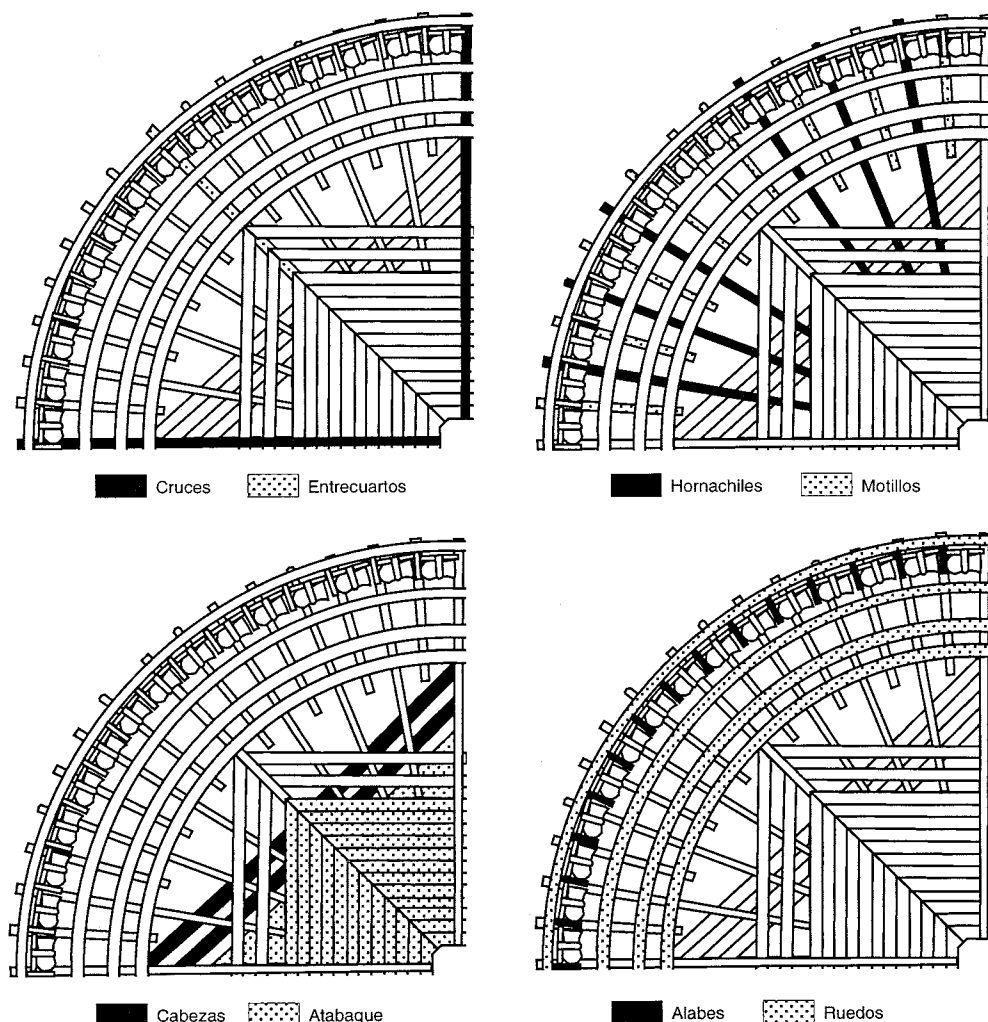 Cruces Entrecuartos
Hornachiles Motillos
Cabezas Atabaque
Alabes Ruedos